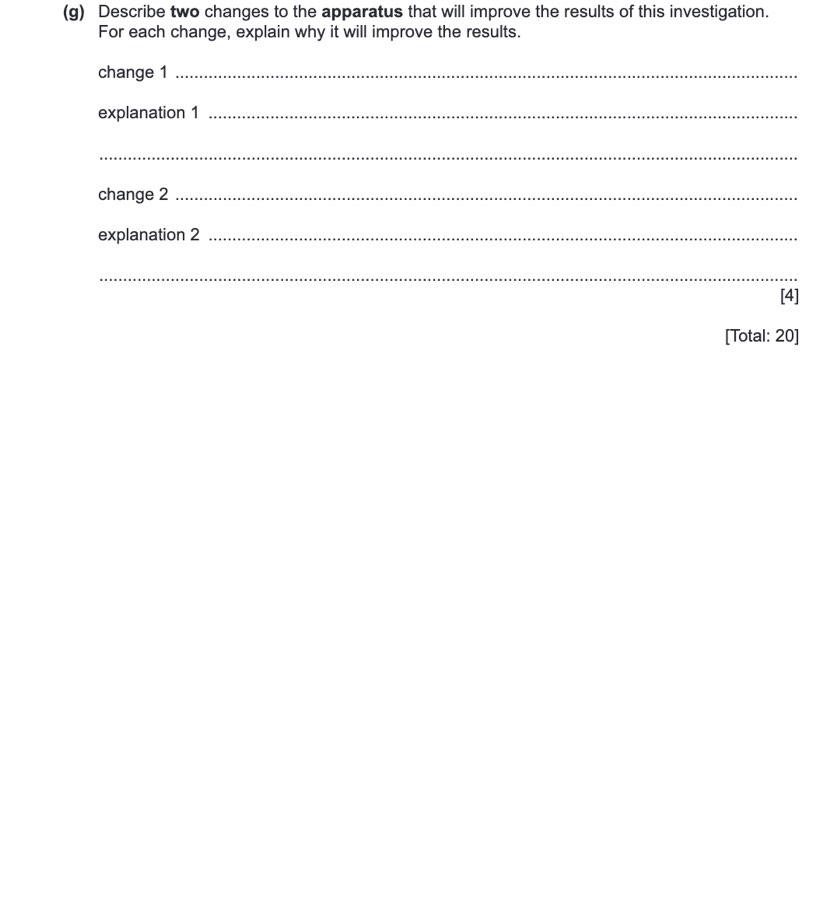 (g) Describe two changes to the apparatus that will improve the results of this investigation.
For each change, explain why it will improve the results.
change 1 ....................................................................................................
explanation 1 ....................................................................................................
....................................................................................................
change 2 ....................................................................................................
explanation 2 ....................................................................................................
....................................................................................................
[4]
[Total: 20]